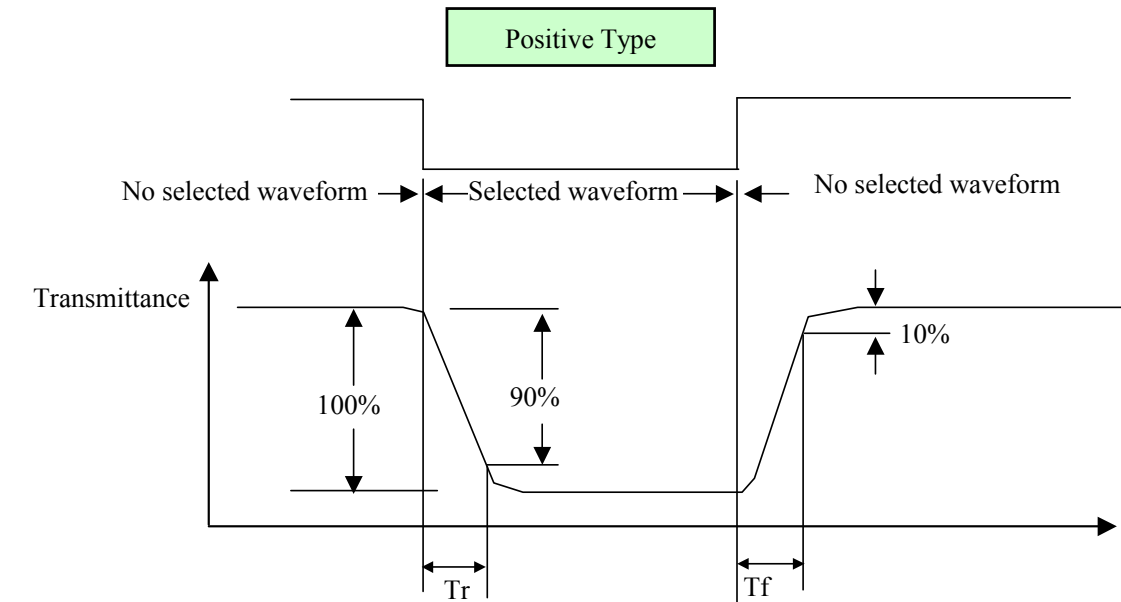 Positive Type
No selected waveform
Selected waveform
No selected waveform
Transmittance
10%
100%
90%
Tr
Tf